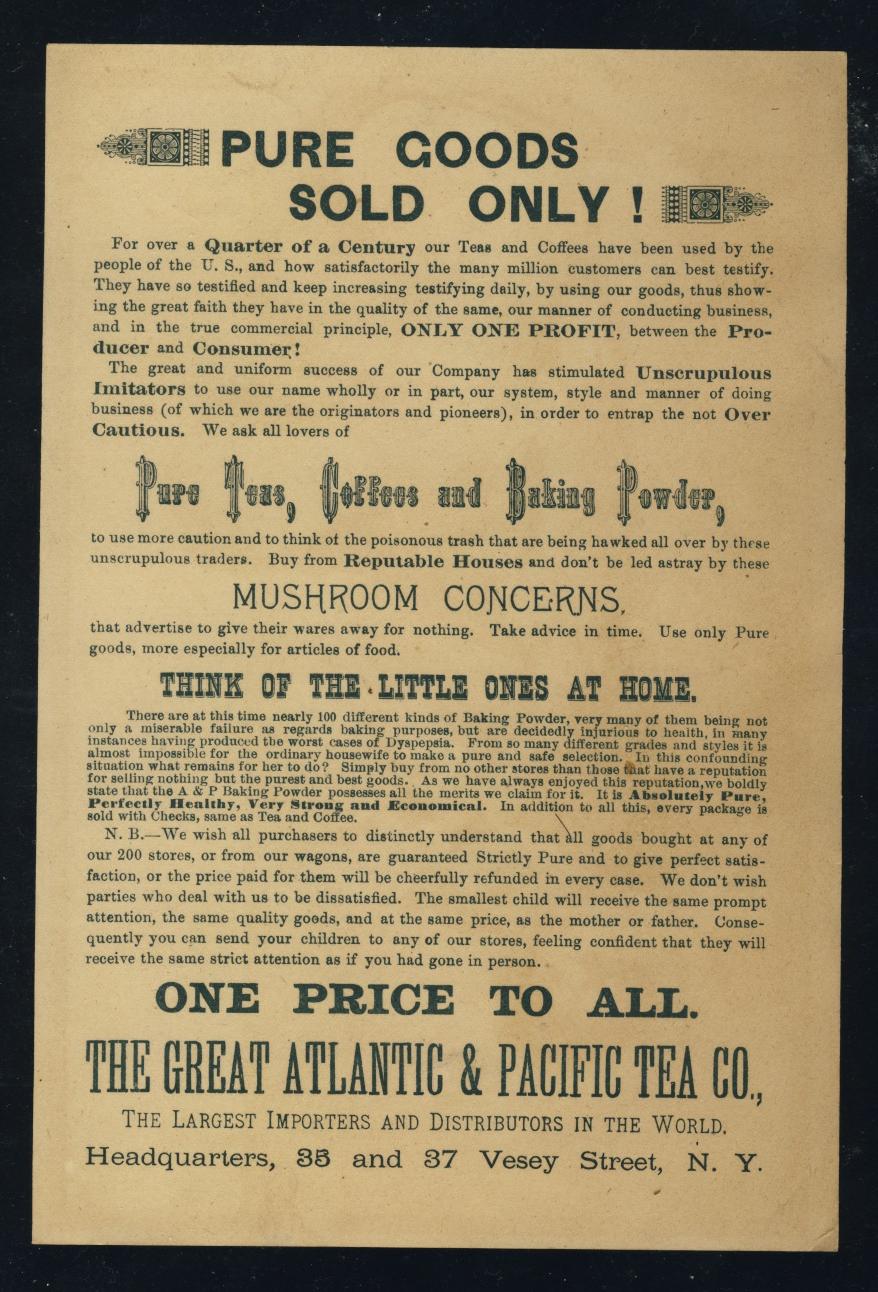 PURE GOODS
SOLD ONLY!
For over a Quarter of a Century our Teas and Coffees have been used by the
people of the U. S., and how satisfactorily the many million customers can best testify.
They have so testified and keep increasing testifying daily, by using our goods, thus show-
ing the great faith they have in the quality of the same, our manner of conducting business,
and in the true commercial principle, ONLY ONE PROFIT, between the Pro-
ducer and Consumer!
The great and uniform success of our Company has stimulated Unscrupulous
Imitators to use our name wholly or in part, our system, style and manner of doing
business (of which we are the originators and pioneers), in order to entrap the not Over
Cautious. We ask all lovers of
Pure Teas, Coffees and Baking Powder,
to use more caution and to think of the poisonous trash that are being hawked all over by these
unscrupulous traders. Buy from Reputable Houses and don't be led astray by these
MUSHROOM CONCERNS,
that advertise to give their wares away for nothing. Take advice in time. Use only Pure
goods, more especially for articles of food.
THINK OF THE LITTLE ONES AT HOME.
There are at this time nearly 100 different kinds of Baking Powder, very many of them being not
only a miserable failure as regards baking purposes, but are decidedly injurious to health, in many
instances having produced the worst cases of Dyspepsia. From so many different grades and styles it is
almost impossible for the ordinary housewife to make a pure and safe selection. In this confounding
situation what remains for her to do? Simply buy from no other stores than those that have a reputation
for selling nothing but the purest and best goods. As we have always enjoyed this reputation, we boldly
state that the A & P Baking Powder possesses all the merits we claim for it. It is Absolutely Pure,
Perfectly Healthy, Very Strong and Economical. In addition to all this, every package is
sold with Checks, same as Tea and Coffee.
N. B.—We wish all purchasers to distinctly understand that all goods bought at any of
our 200 stores, or from our wagons, are guaranteed Strictly Pure and to give perfect satis-
faction, or the price paid for them will be cheerfully refunded in every case. We don't wish
parties who deal with us to be dissatisfied. The smallest child will receive the same prompt
attention, the same quality goods, and at the same price, as the mother or father. Conse-
quently you can send your children to any of our stores, feeling confident that they will
receive the same strict attention as if you had gone in person.
ONE PRICE TO ALL.
THE GREAT ATLANTIC & PACIFIC TEA CO.,
THE LARGEST IMPORTERS AND DISTRIBUTORS IN THE WORLD.
Headquarters, 35 and 37 Vesey Street, N. Y.